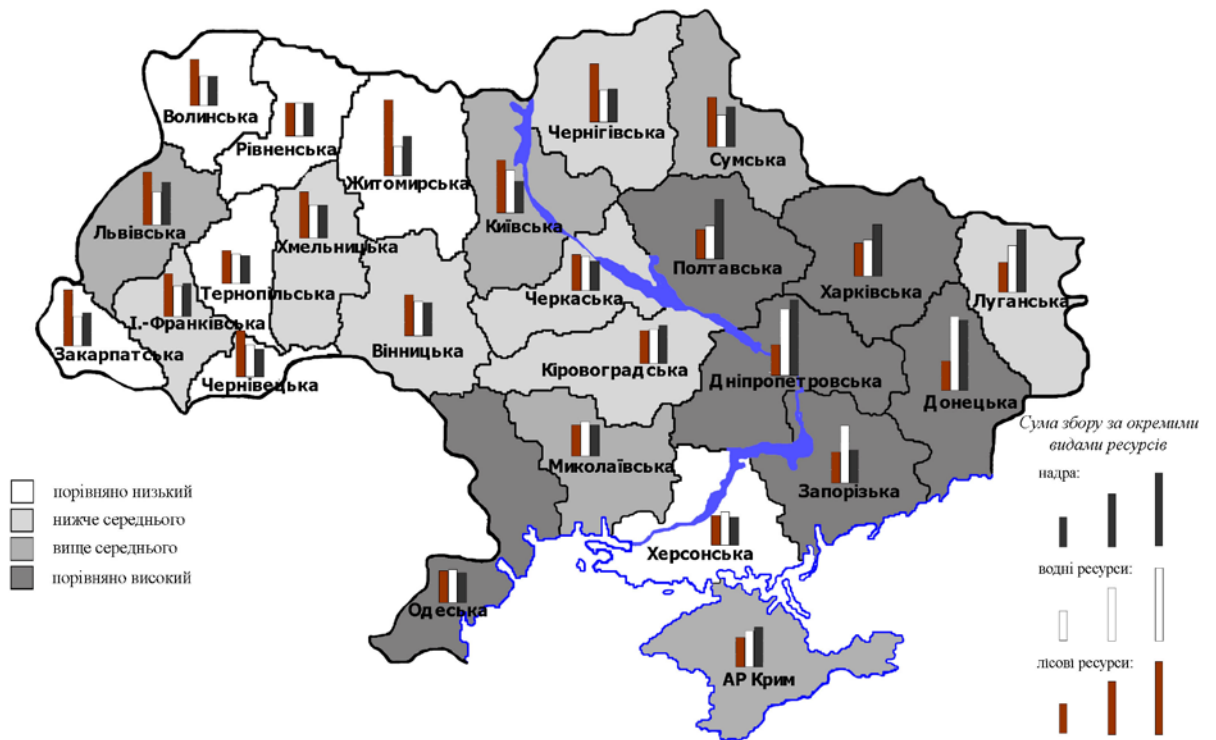 Волинська
Рівненська
Житомирська
Чернігівська
Сумська
Львівська
Хмельницька
Київська
Полтавська
Харківська
Луганська
Тернопільська
Черкаська
І.-Франківська
Закарпатська
Чернівецька
Вінницька
Кіровоградська
Дніпропетровська
Донецька
Миколаївська
Запорізька
Херсонська
Одеська
АР Крим
порівняно низький
нижче середнього
вище середнього
порівняно високий
Сума збору за окремими
видами ресурсів
надра:
водні ресурси:
лісові ресурси: